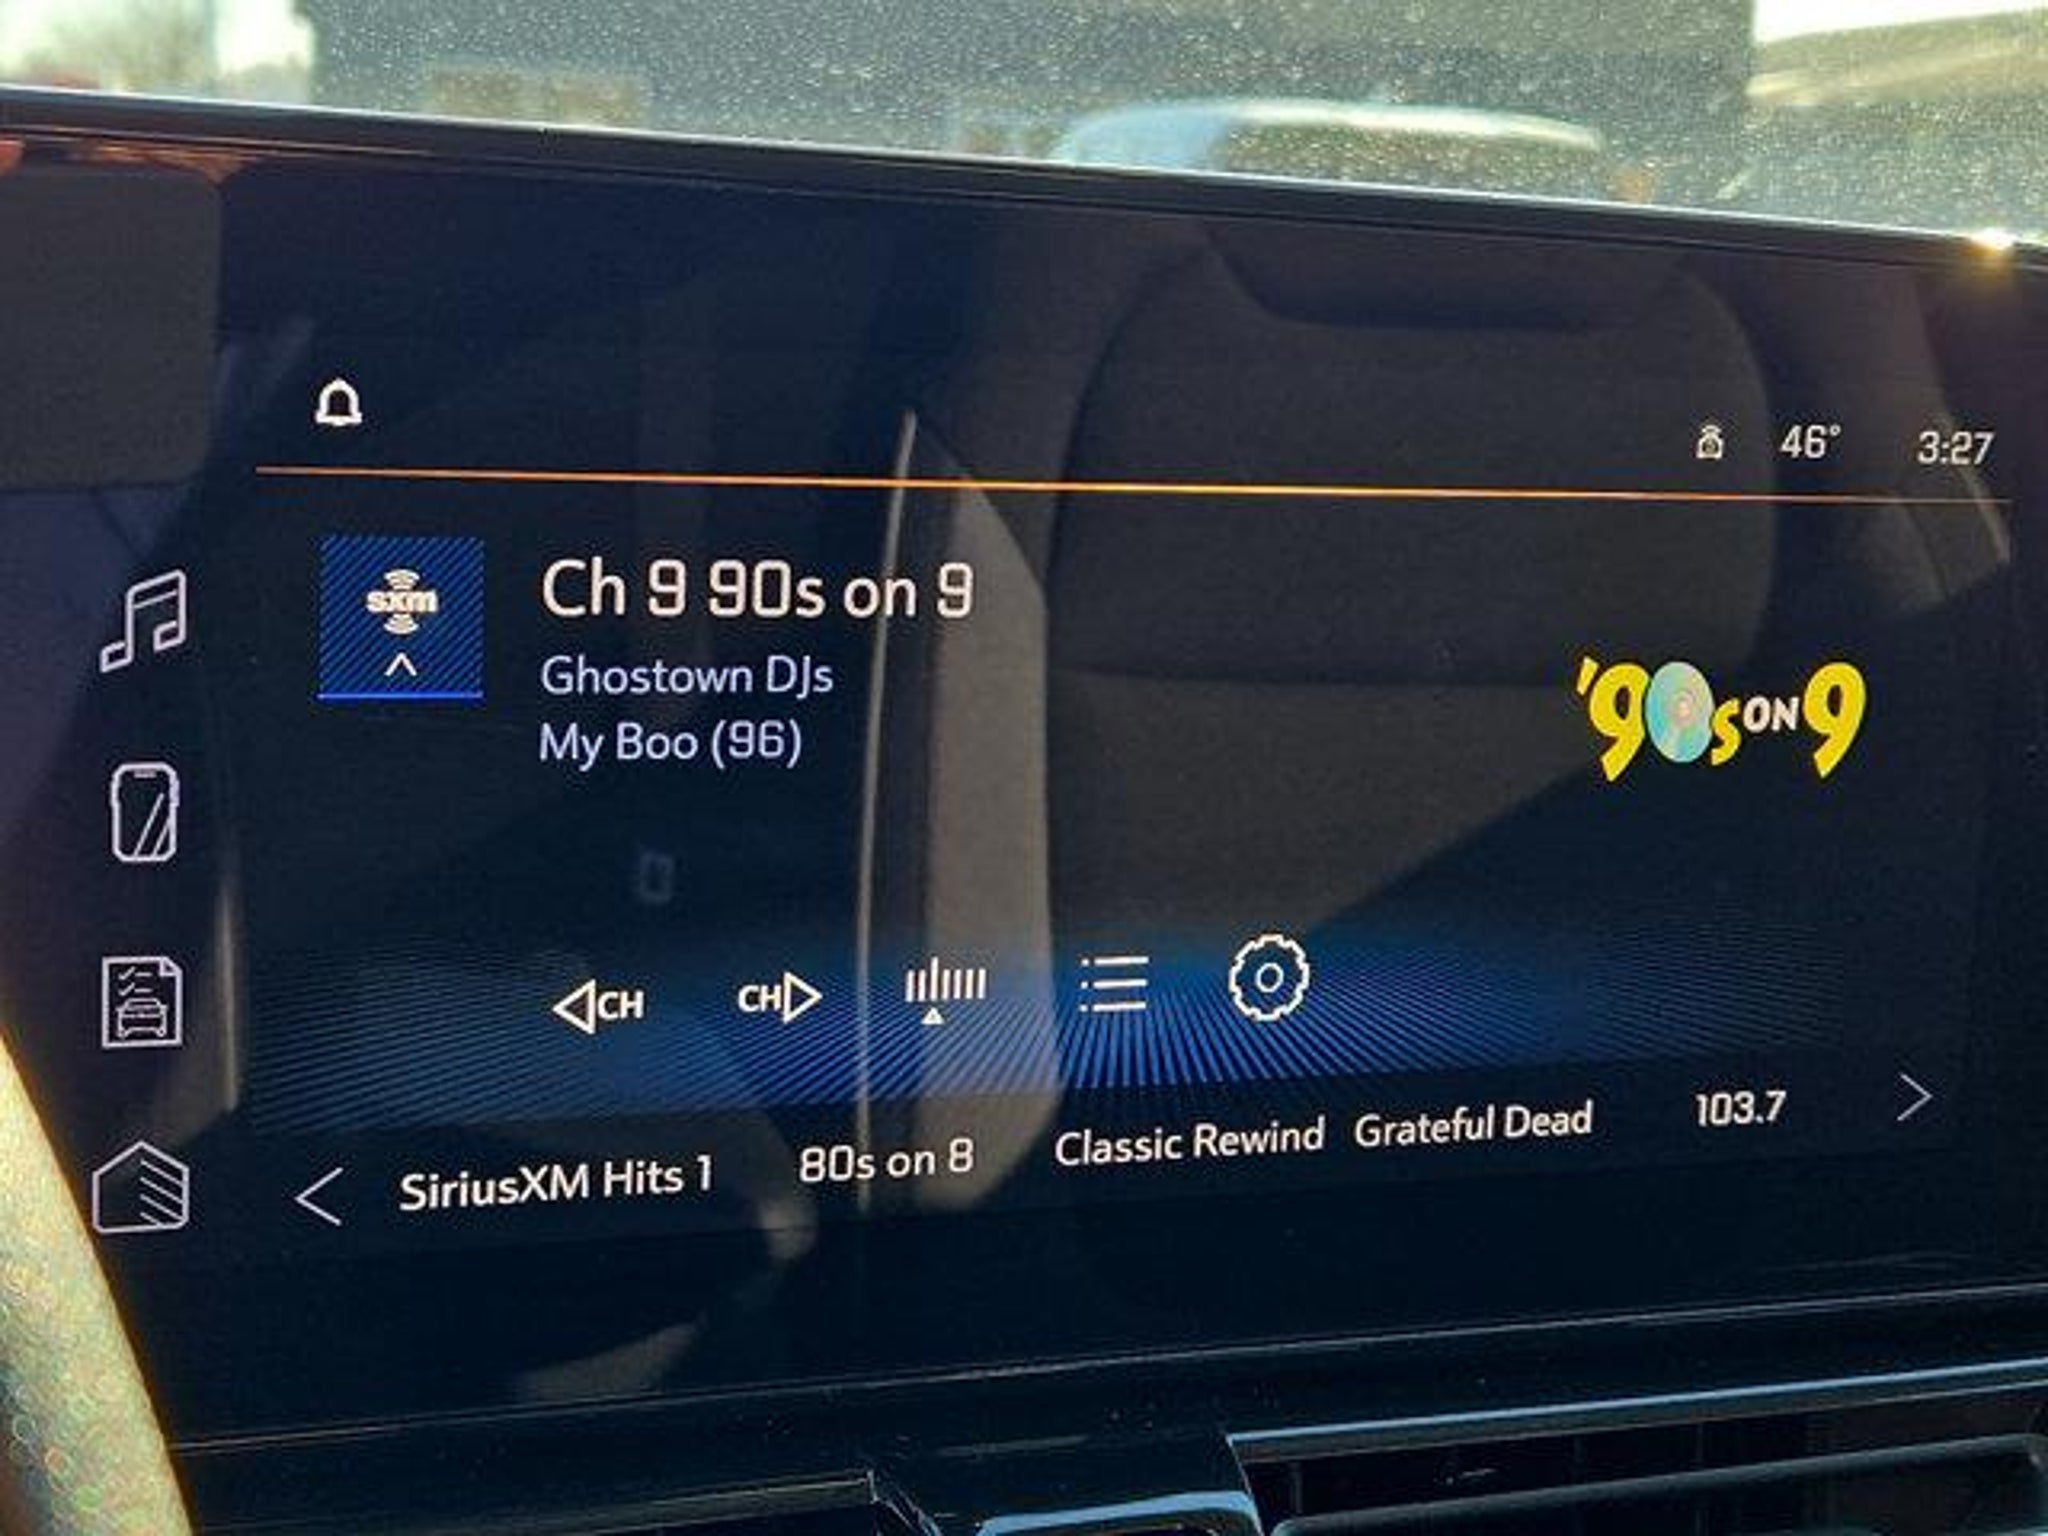 46° 3:27
sxm
Ch 9 90s on 9
Ghostown DJs
My Boo (96)
'90s ON 9
CH CH
SiriusXM Hits 1 80s on 8 Classic Rewind Grateful Dead 103.7